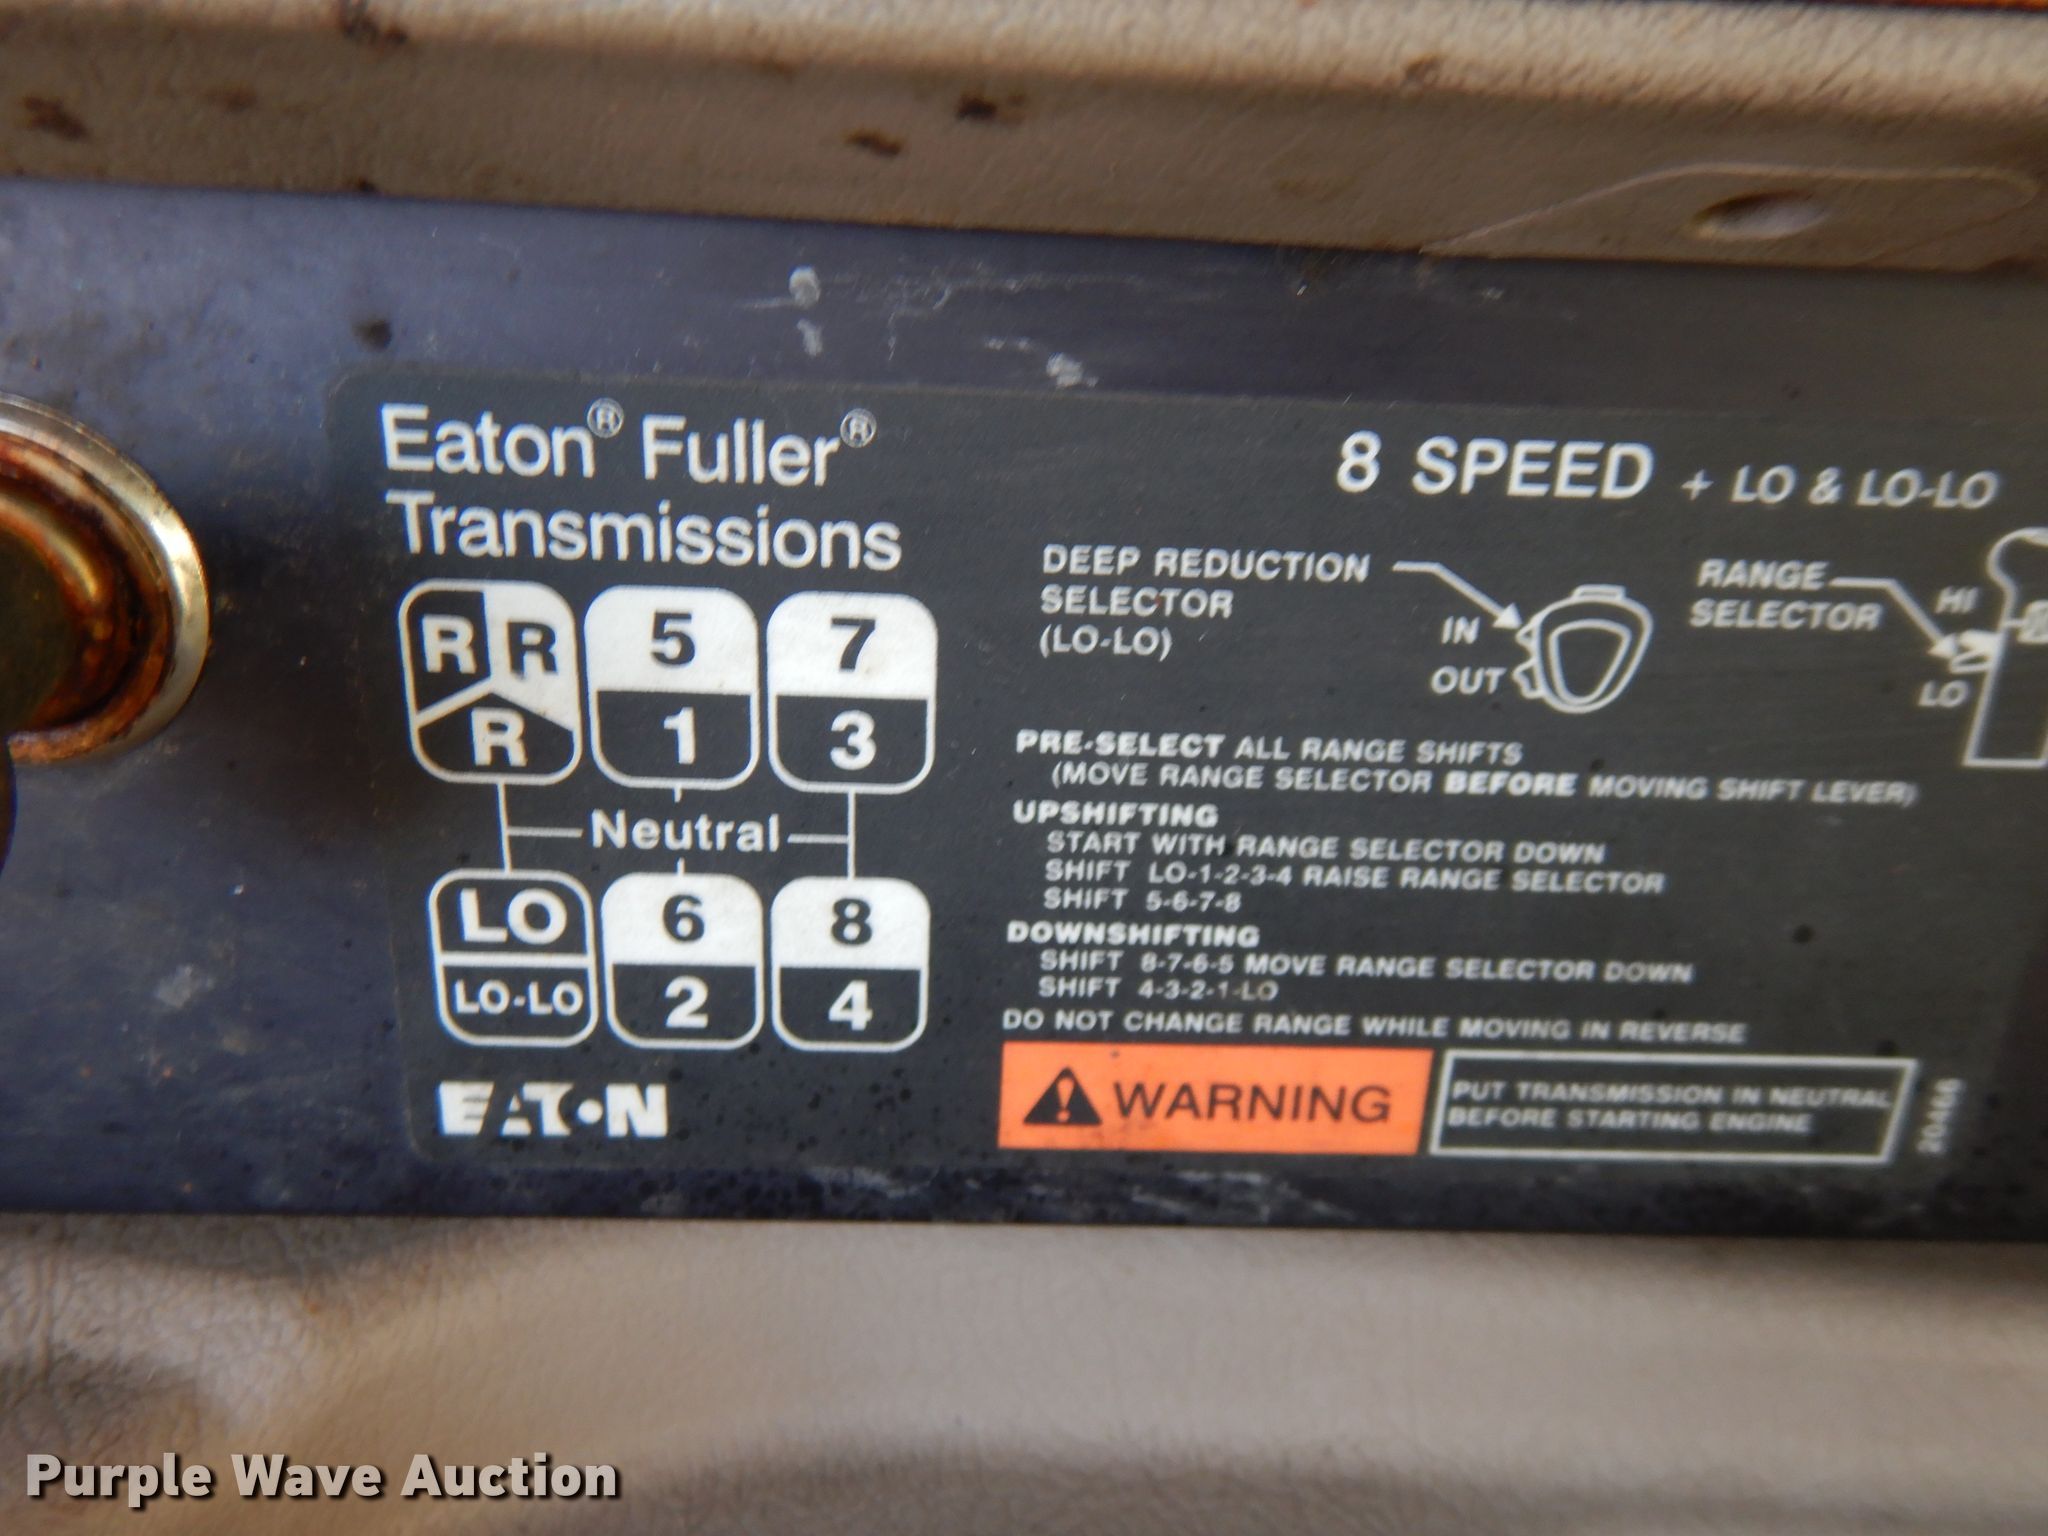 Eaton® Fuller®
Transmissions
R R
R
5
1
7
3
Neutral
LO
LO-LO
6
2
8
4
EATON
8 SPEED + LO & LO-LO
DEEP REDUCTION
SELECTOR
(LO-LO)
IN
OUT
RANGE
SELECTOR
HI
LO
PRE-SELECT ALL RANGE SHIFTS
(MOVE RANGE SELECTOR BEFORE MOVING SHIFT LEVER)
UPSHIFTING
START WITH RANGE SELECTOR DOWN
SHIFT LO-1-2-3-4 RAISE RANGE SELECTOR
SHIFT 5-6-7-8
DOWNSHIFTING
SHIFT 8-7-6-5 MOVE RANGE SELECTOR DOWN
SHIFT 4-3-2-1-LO
DO NOT CHANGE RANGE WHILE MOVING IN REVERSE
WARNING
PUT TRANSMISSION IN NEUTRAL
BEFORE STARTING ENGINE
20466
Purple Wave Auction